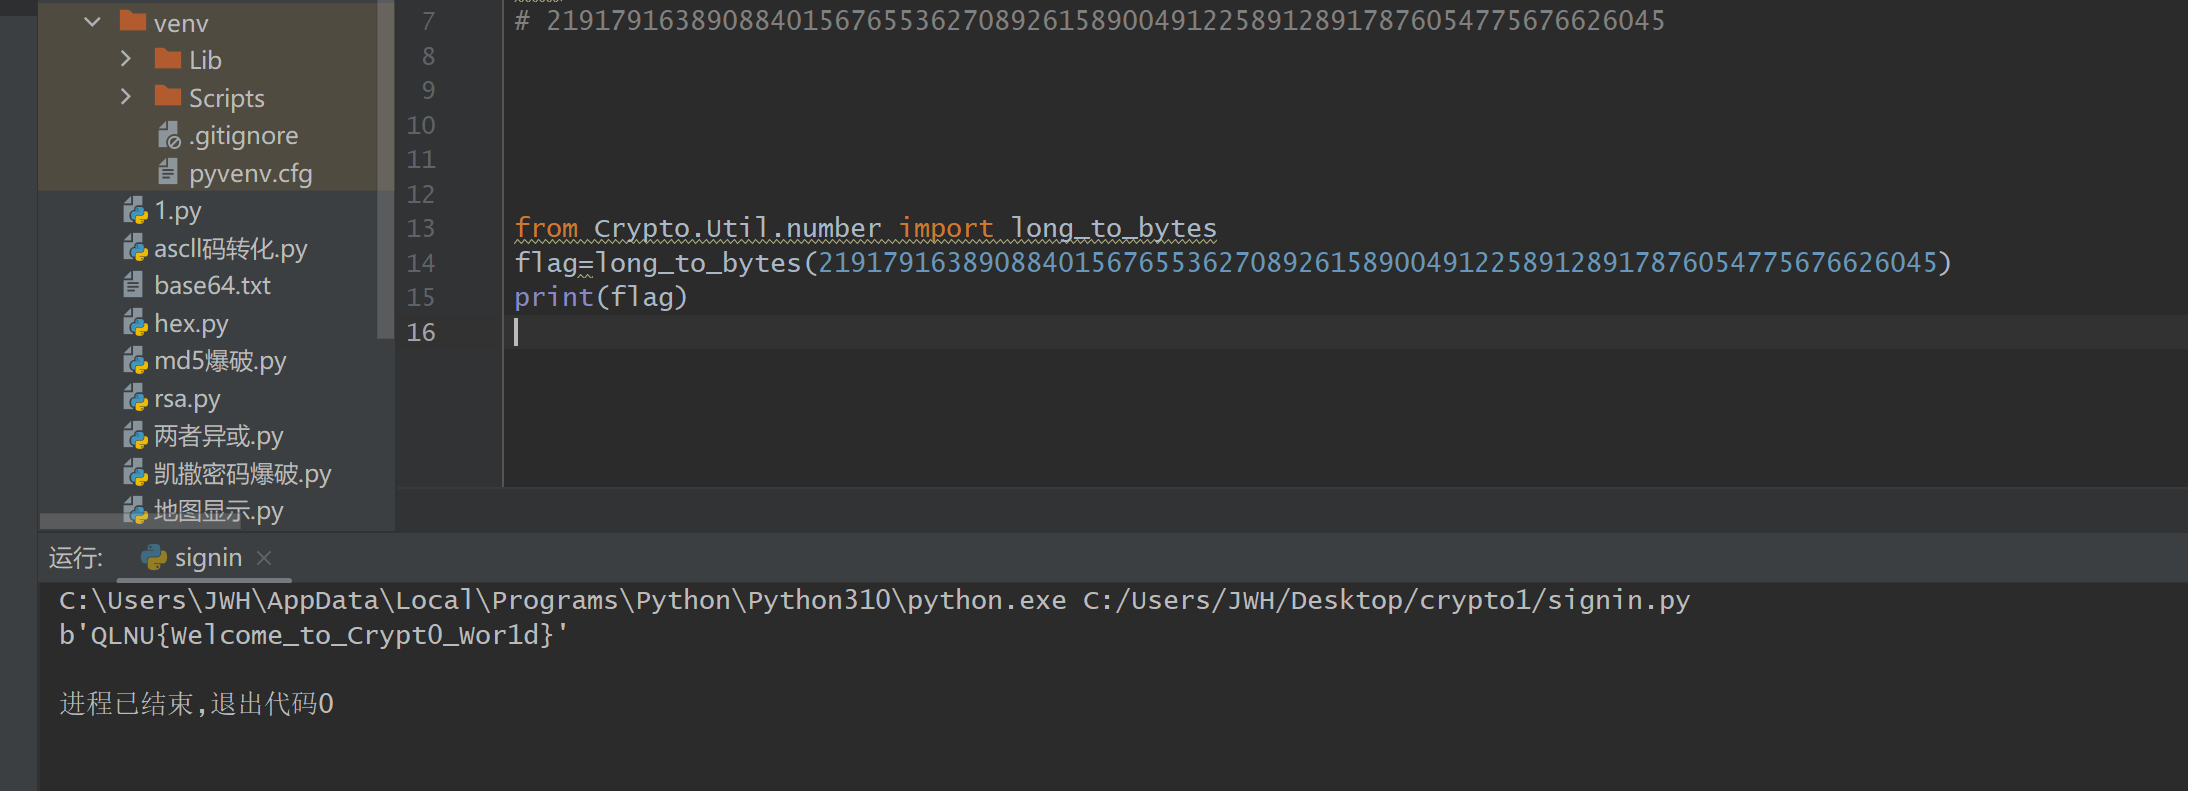 venv
Lib
Scripts
.gitignore
pyvenv.cfg
1.py
ascll码转化.py
base64.txt
hex.py
md5爆破.py
rsa.py
两者异或.py
凯撒密码爆破.py
地图显示.py
7 # 2191791638908840156765536270892615890049122589128917876054775676626045
8
9
10
11
12
13 from Crypto.Util.number import long_to_bytes
14 flag=long_to_bytes(2191791638908840156765536270892615890049122589128917876054775676626045)
15 print(flag)
16
运行: signin
C:\Users\JWH\AppData\Local\Programs\Python\Python310\python.exe C:/Users/JWH/Desktop/crypto1/signin.py
b'QLNU{Welcome_to_Crypt0_Wor1d}'
进程已结束,退出代码0